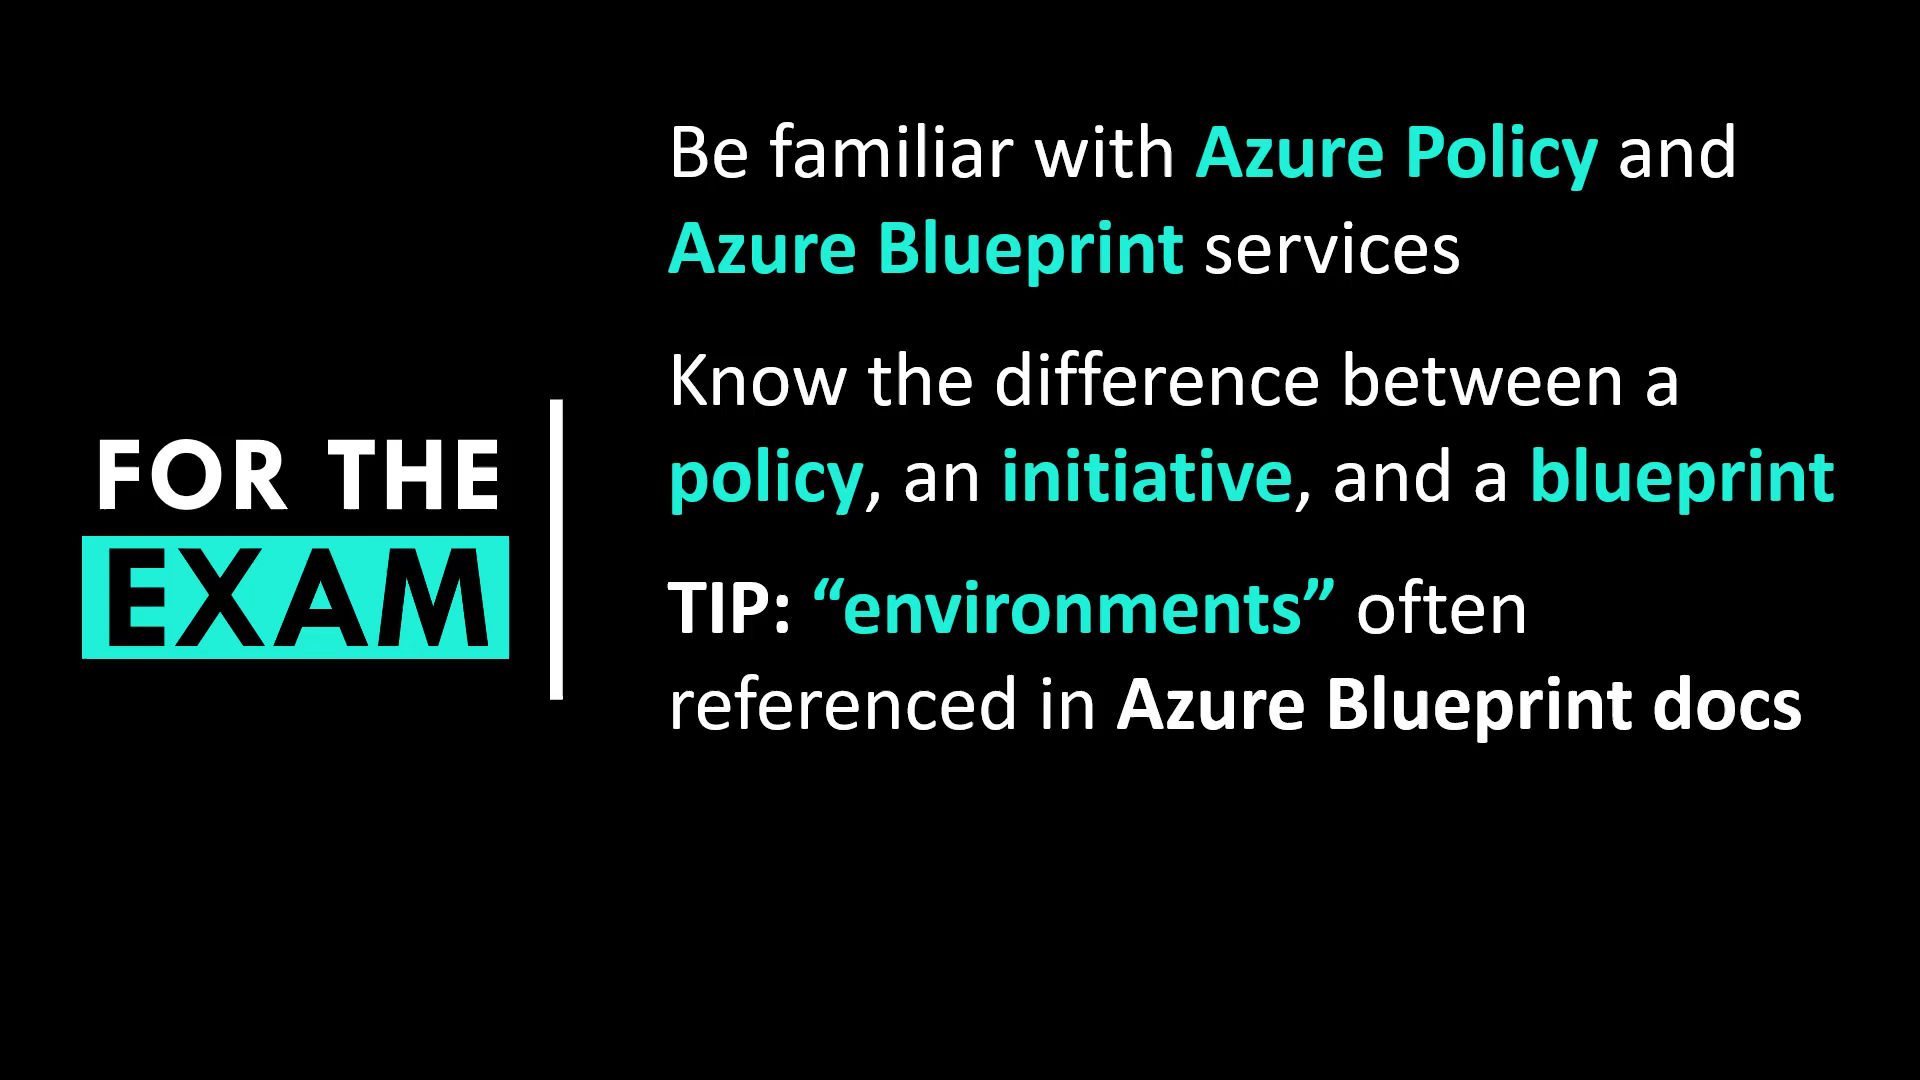 FOR THE
EXAM
Be familiar with Azure Policy and
Azure Blueprint services
Know the difference between a
policy, an initiative, and a blueprint
TIP: “environments” often
referenced in Azure Blueprint docs